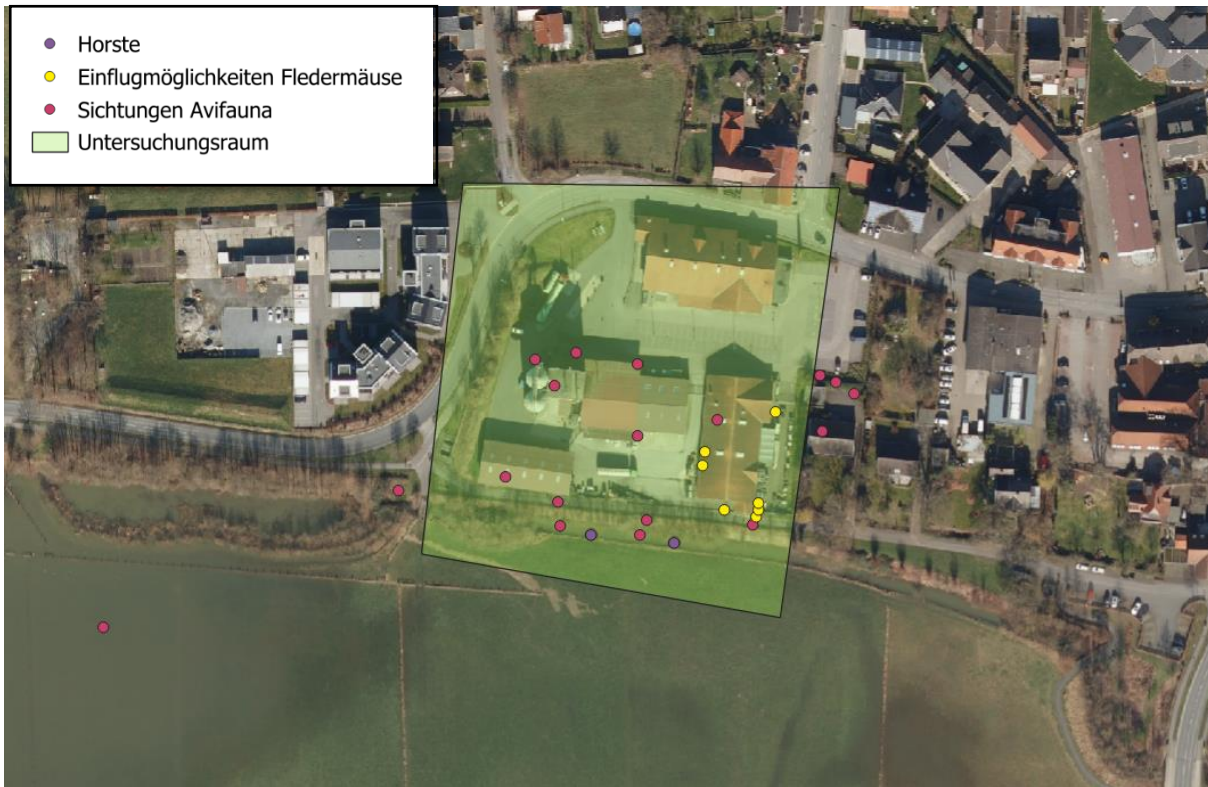 Horste
Einflugmöglichkeiten Fledermäuse
Sichtungen Avifauna
Untersuchungsraum